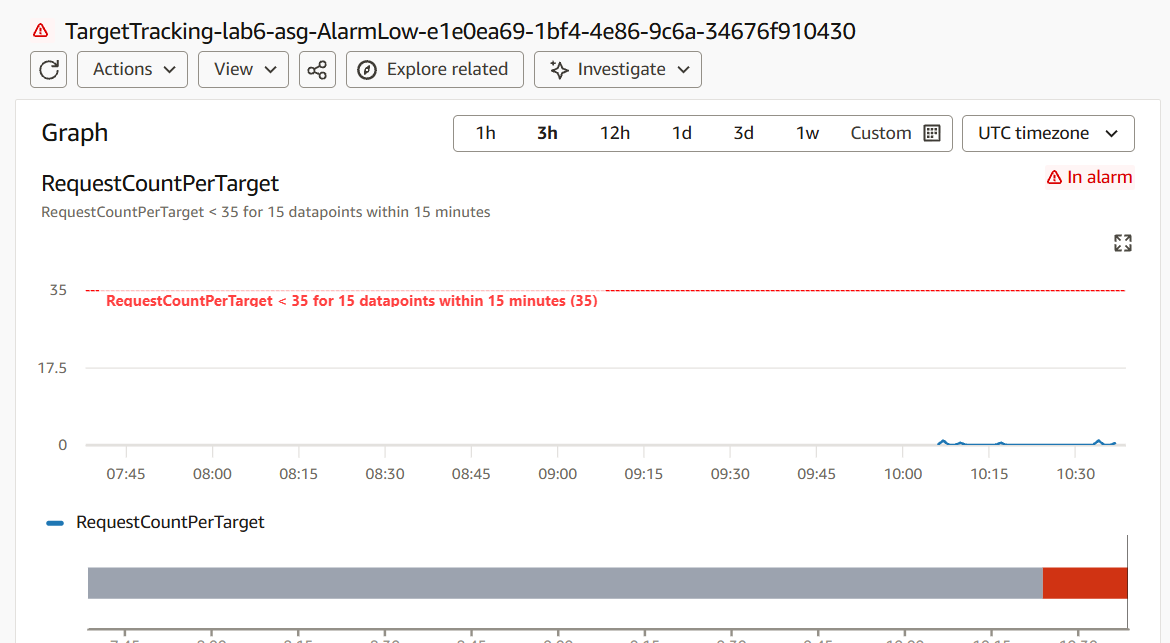 TargetTracking-lab6-asg-AlarmLow-e1e0ea69-1bf4-4e86-9c6a-34676f910430
Actions View Explore related Investigate
Graph 1h 3h 12h 1d 3d 1w Custom UTC timezone
RequestCountPerTarget In alarm
RequestCountPerTarget < 35 for 15 datapoints within 15 minutes
35
RequestCountPerTarget < 35 for 15 datapoints within 15 minutes (35)
17.5
0
07:45 08:00 08:15 08:30 08:45 09:00 09:15 09:30 09:45 10:00 10:15 10:30
RequestCountPerTarget